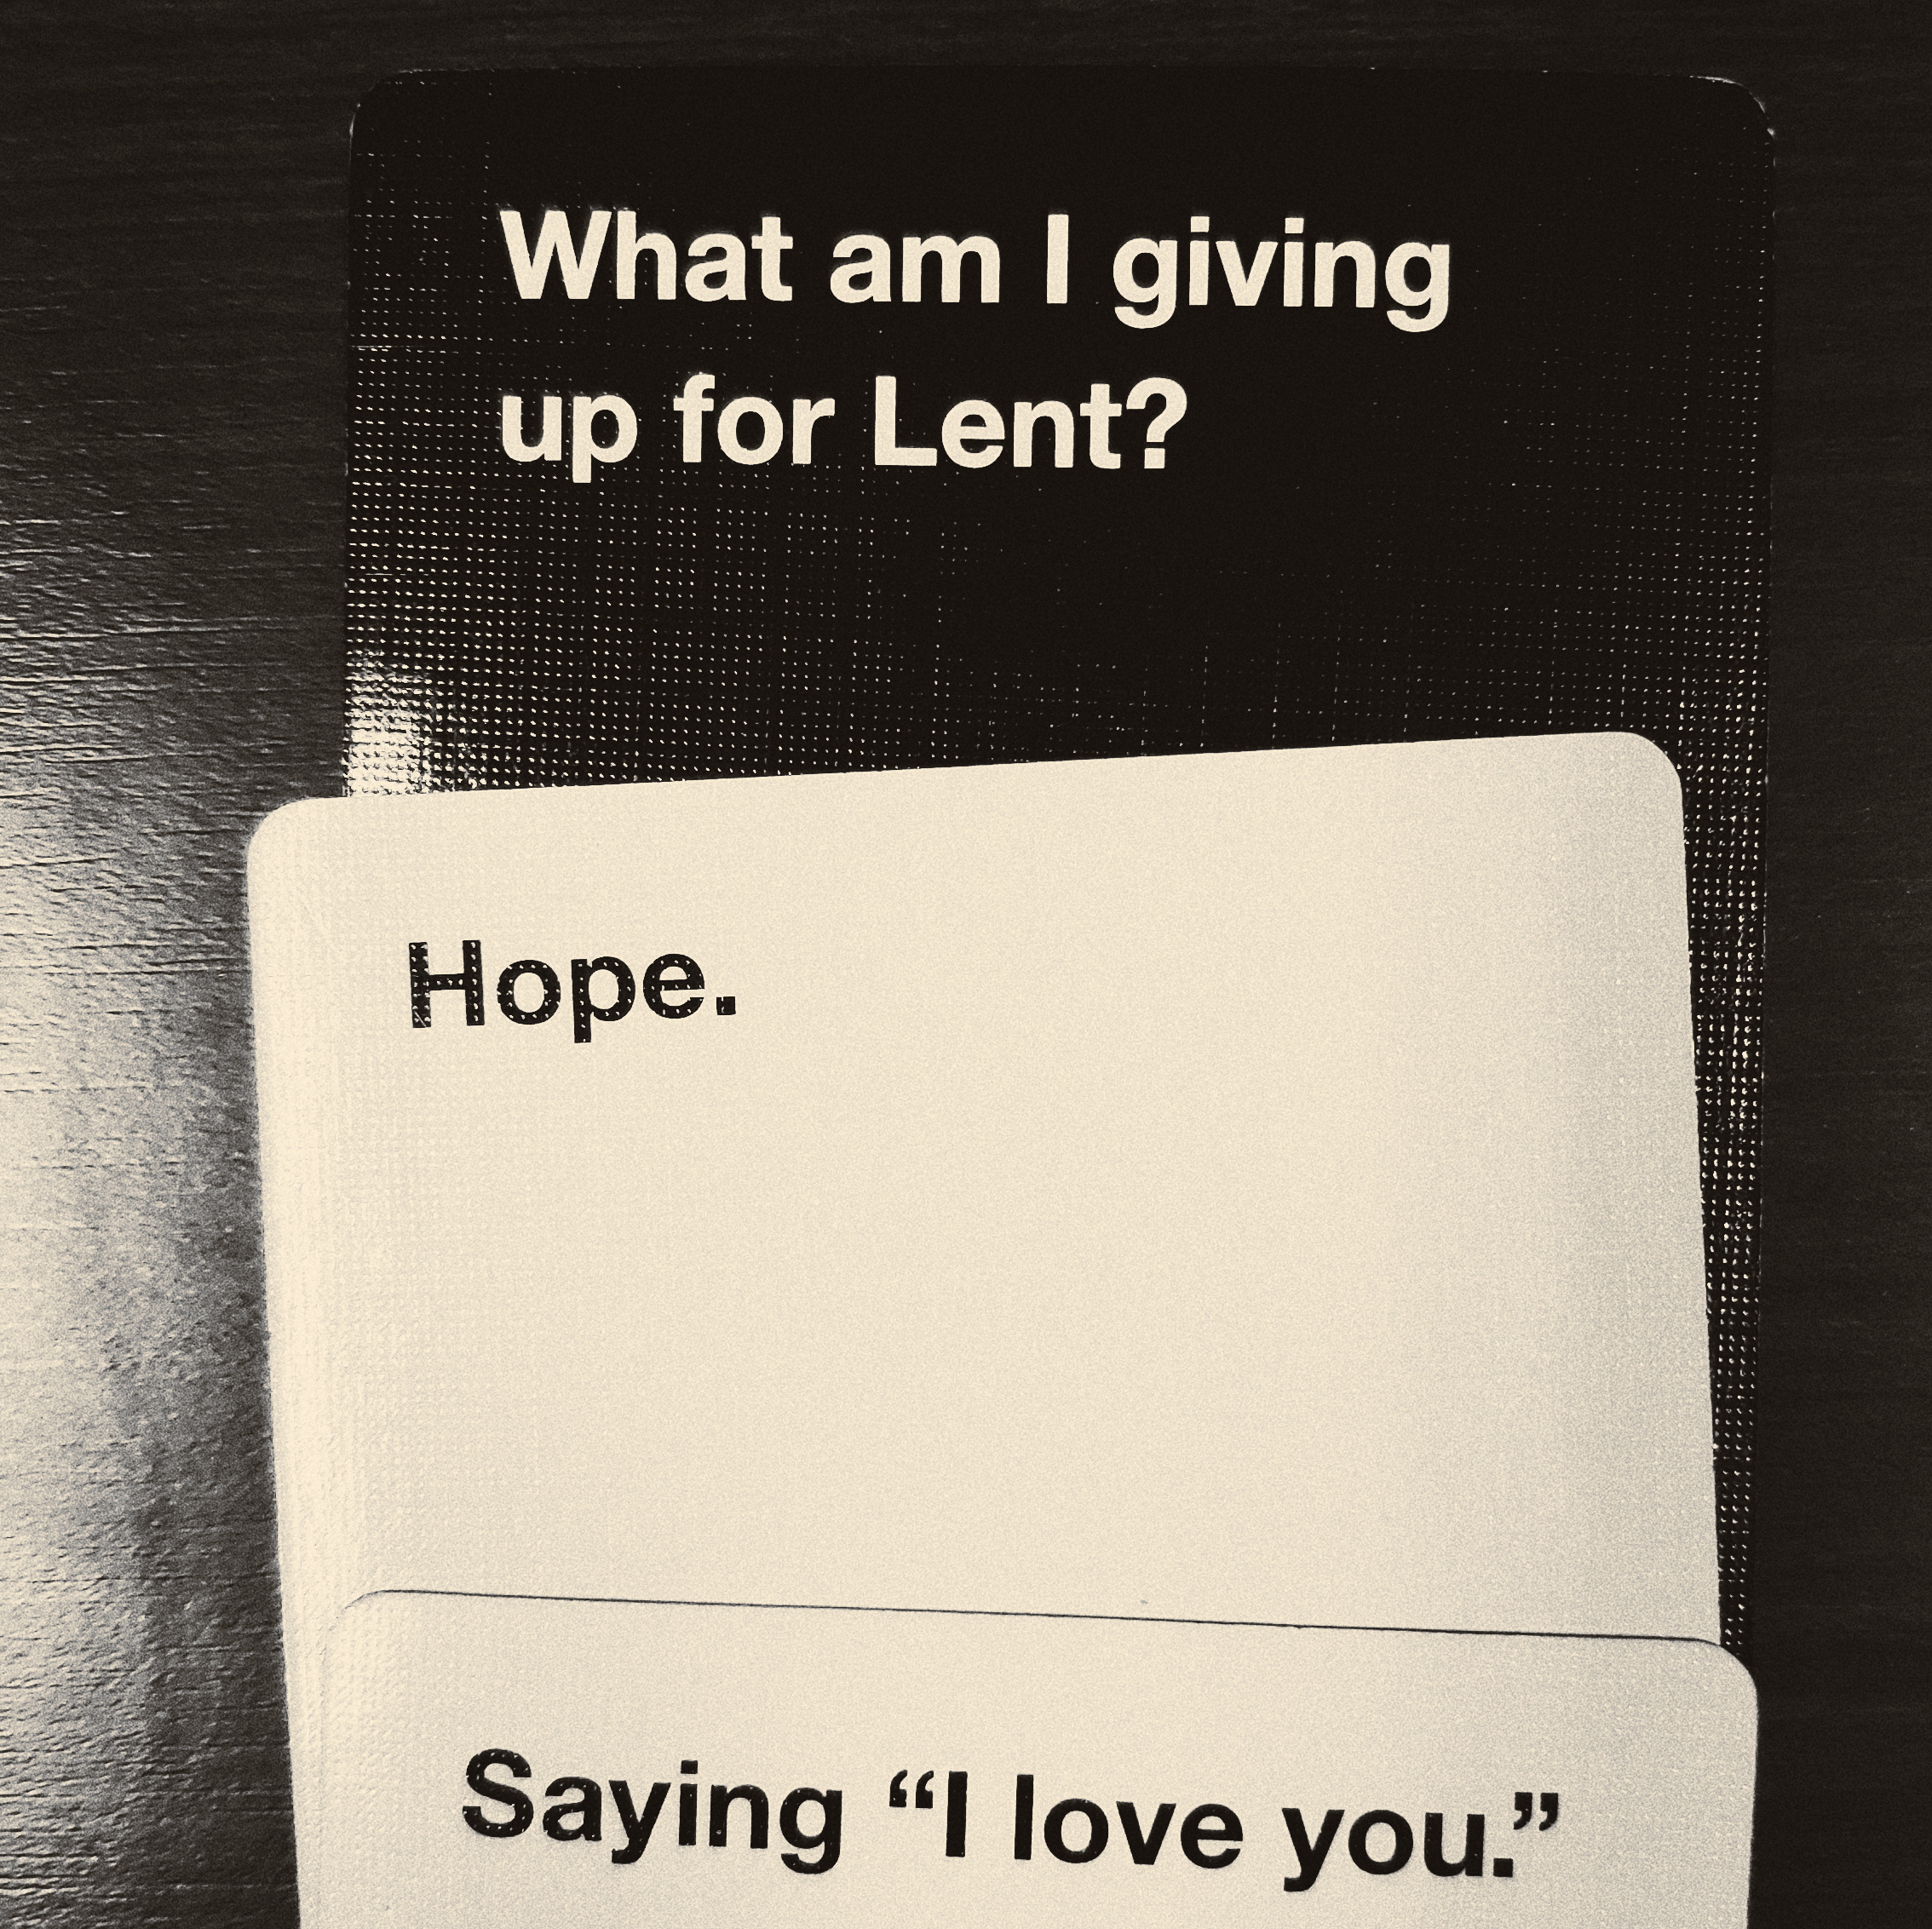 What am I giving
up for Lent?
Hope.
Saying “I love you.”